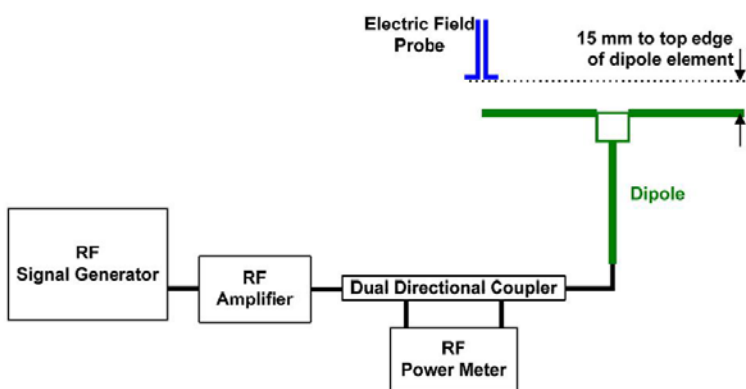 Electric Field
Probe
15 mm to top edge
of dipole element
Dipole
RF
Signal Generator
RF
Amplifier
Dual Directional Coupler
RF
Power Meter